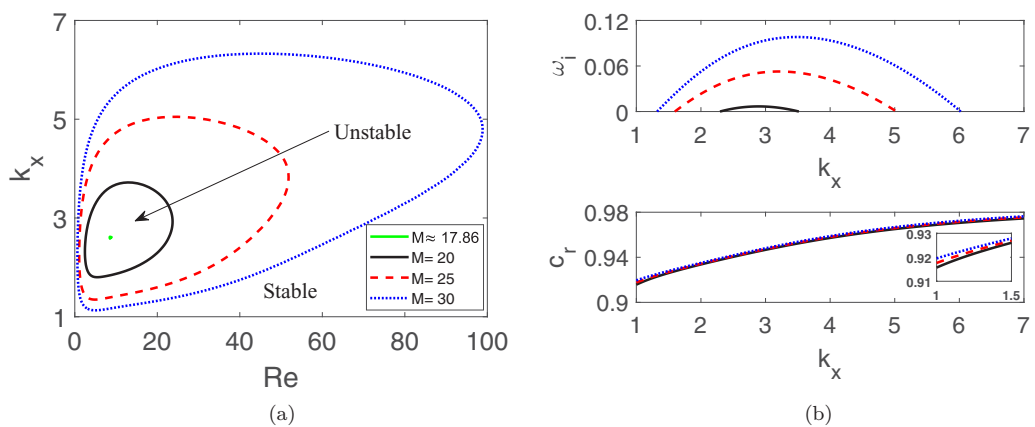 7
5
3
1
k_x
0
20
40
60
80
100
Re
Unstable
Stable
M≈ 17.86
M= 20
M= 25
M= 30
(a)
0.12
0.06
0
ω_i
1
2
3
4
5
6
7
k_x
0.98
0.94
0.9
c_r
0.93
0.92
0.91
1
1.5
1
2
3
4
5
6
7
k_x
(b)